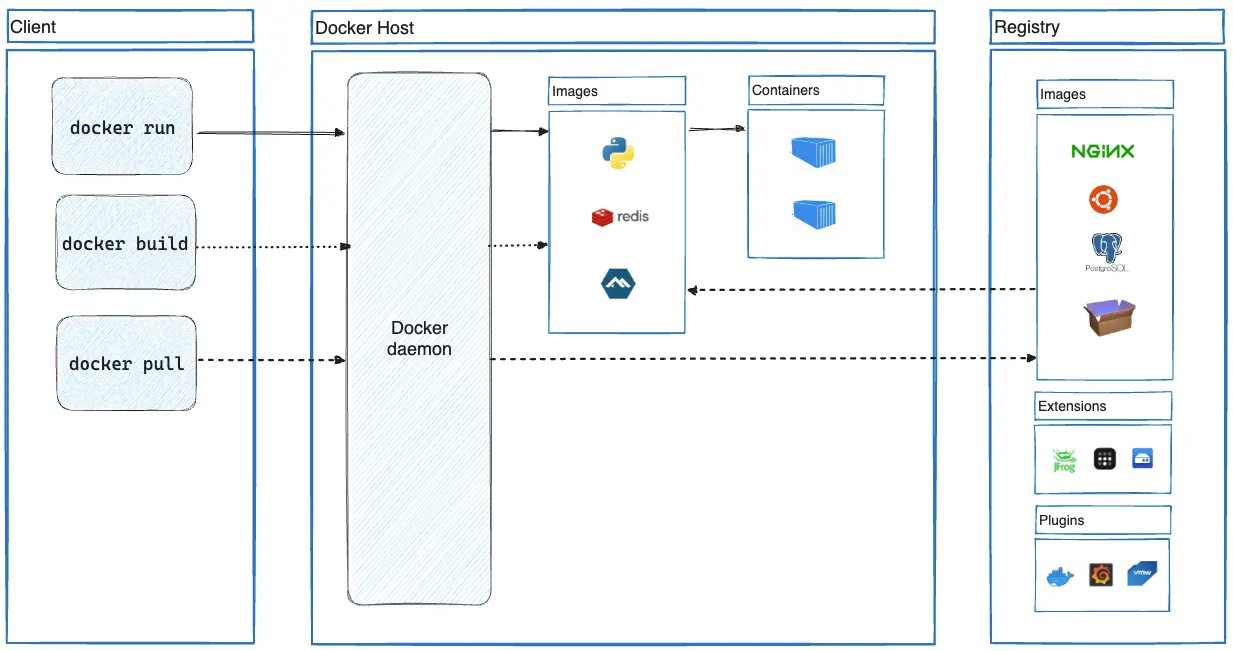 Client
docker run
docker build
docker pull
Docker Host
Docker
daemon
Images
redis
Containers
Registry
Images
NGINX
PostgreSQL
Extensions
JFrog
Plugins
vmw